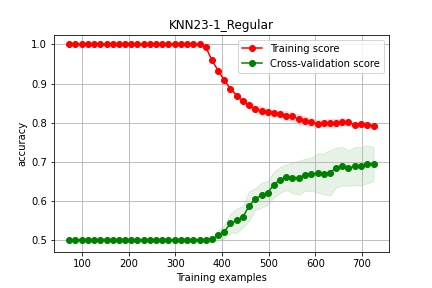 KNN23-1_Regular
1.0
Training score
Cross-validation score
0.9
0.8
0.7
0.6
0.5
accuracy
100 200 300 400 500 600 700
Training examples